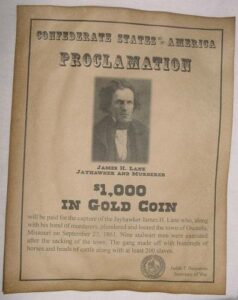 CONFEDERATE STATES OF AMERICA
PROCLAMATION
JAMES H. LANE
JAYHAWKER AND MURDERER
$1,000
IN GOLD COIN
will be paid for the capture of the Jayhawker James H. Lane who, along
with his band of murderers, plundered and looted the town of Osceola,
Missouri on September 23, 1861. Nine stalwart men were executed
after the sacking of the town. The gang made off with hundreds of
horses and heads of cattle along with at least 200 slaves.
Judah P. Benjamin
Secretary of War